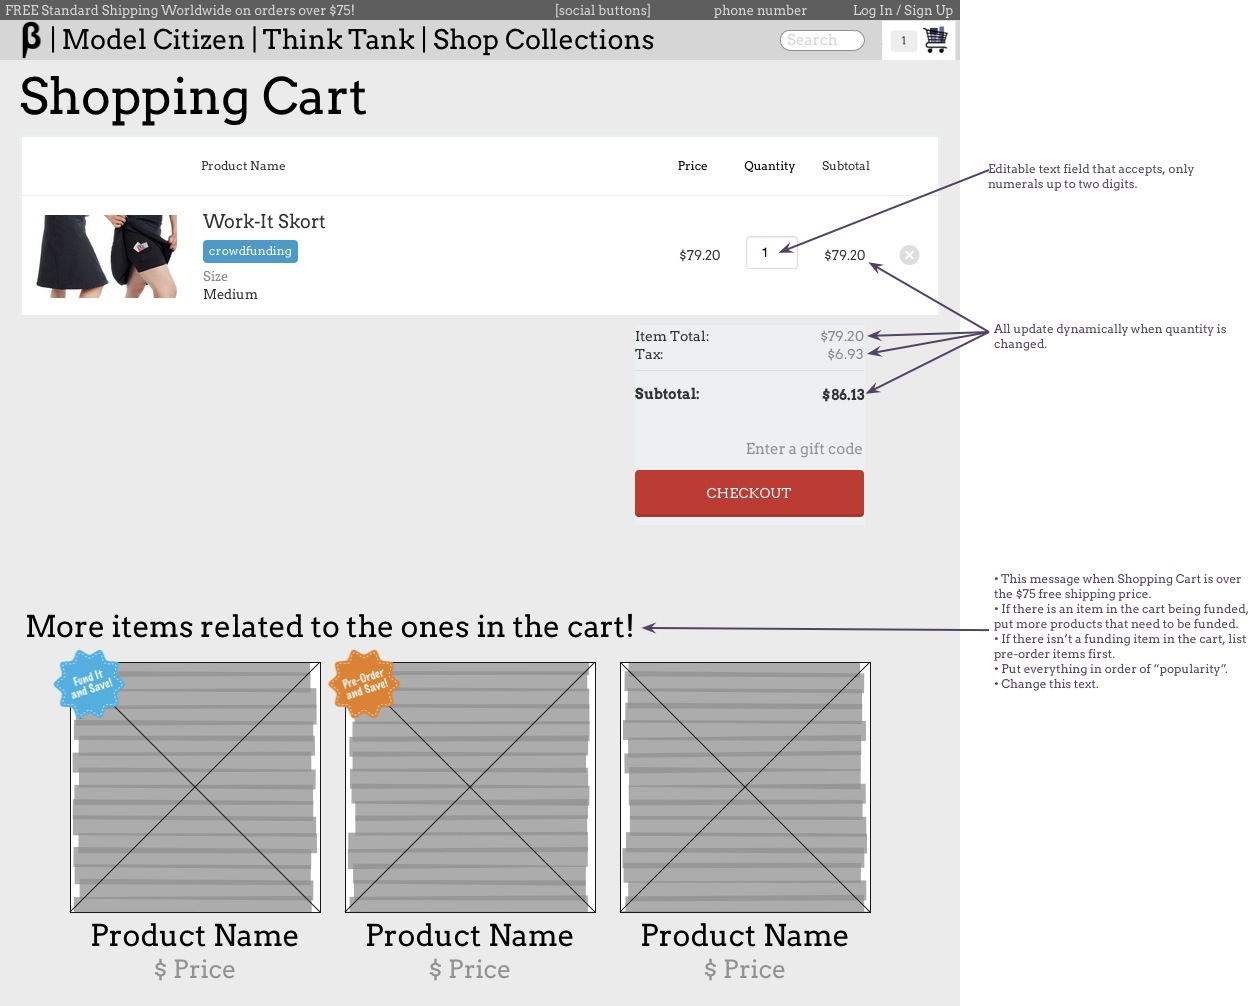 FREE Standard Shipping Worldwide on orders over $75! [social buttons] phone number Log In / Sign Up
β | Model Citizen | Think Tank | Shop Collections Search 1
Shopping Cart
Product Name Price Quantity Subtotal
Editable text field that accepts, only
numerals up to two digits.
Work-It Skort
crowdfunding
$79.20 1 $79.20
Size
Medium
All update dynamically when quantity is
changed.
Item Total: $79.20
Tax: $6.93
Subtotal: $86.13
Enter a gift code
CHECKOUT
• This message when Shopping Cart is over
the $75 free shipping price.
• If there is an item in the cart being funded,
put more products that need to be funded.
• If there isn't a funding item in the cart, list
pre-order items first.
• Put everything in order of “popularity”.
• Change this text.
More items related to the ones in the cart!
Fund It
and Save!
Pre-Order
and Save!
Product Name Product Name Product Name
$ Price $ Price $ Price